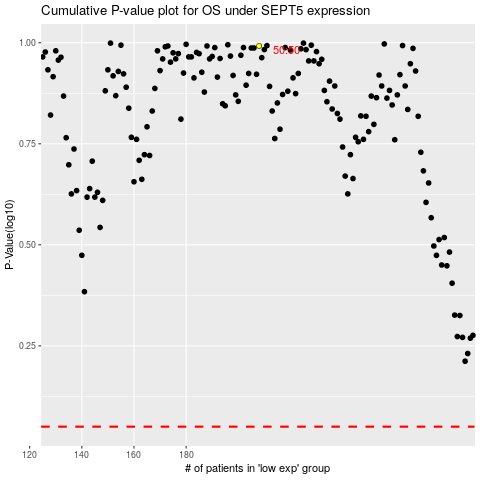 Cumulative P-value plot for OS under SEPT5 expression
P-Value(log10)
1.00
0.75
0.50
0.25
50:50
120 140 160 180
# of patients in 'low exp' group